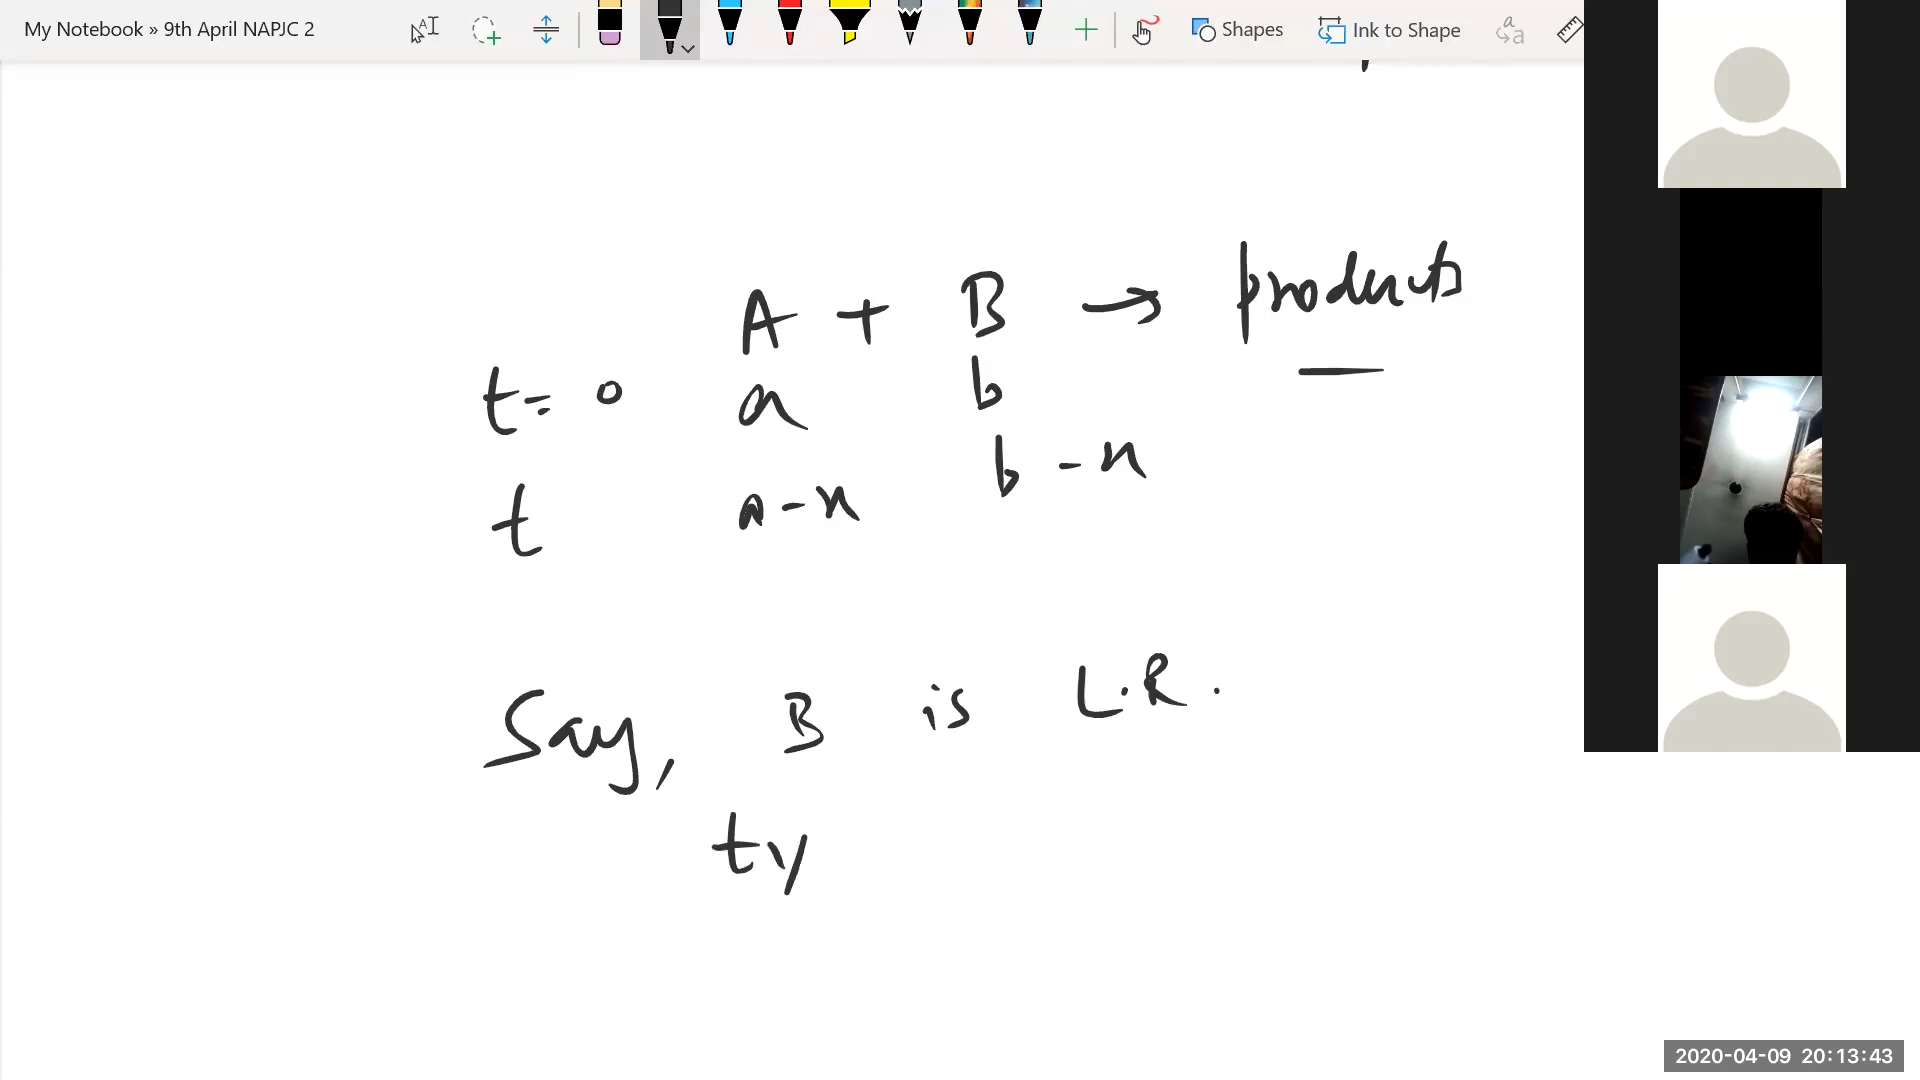 My Notebook » 9th April NAPJC 2
Shapes
Ink to Shape
A + B → products
t = 0 a b
t a - x b - x
Say, B is L.R.
ty
2020-04-09 20:13:43